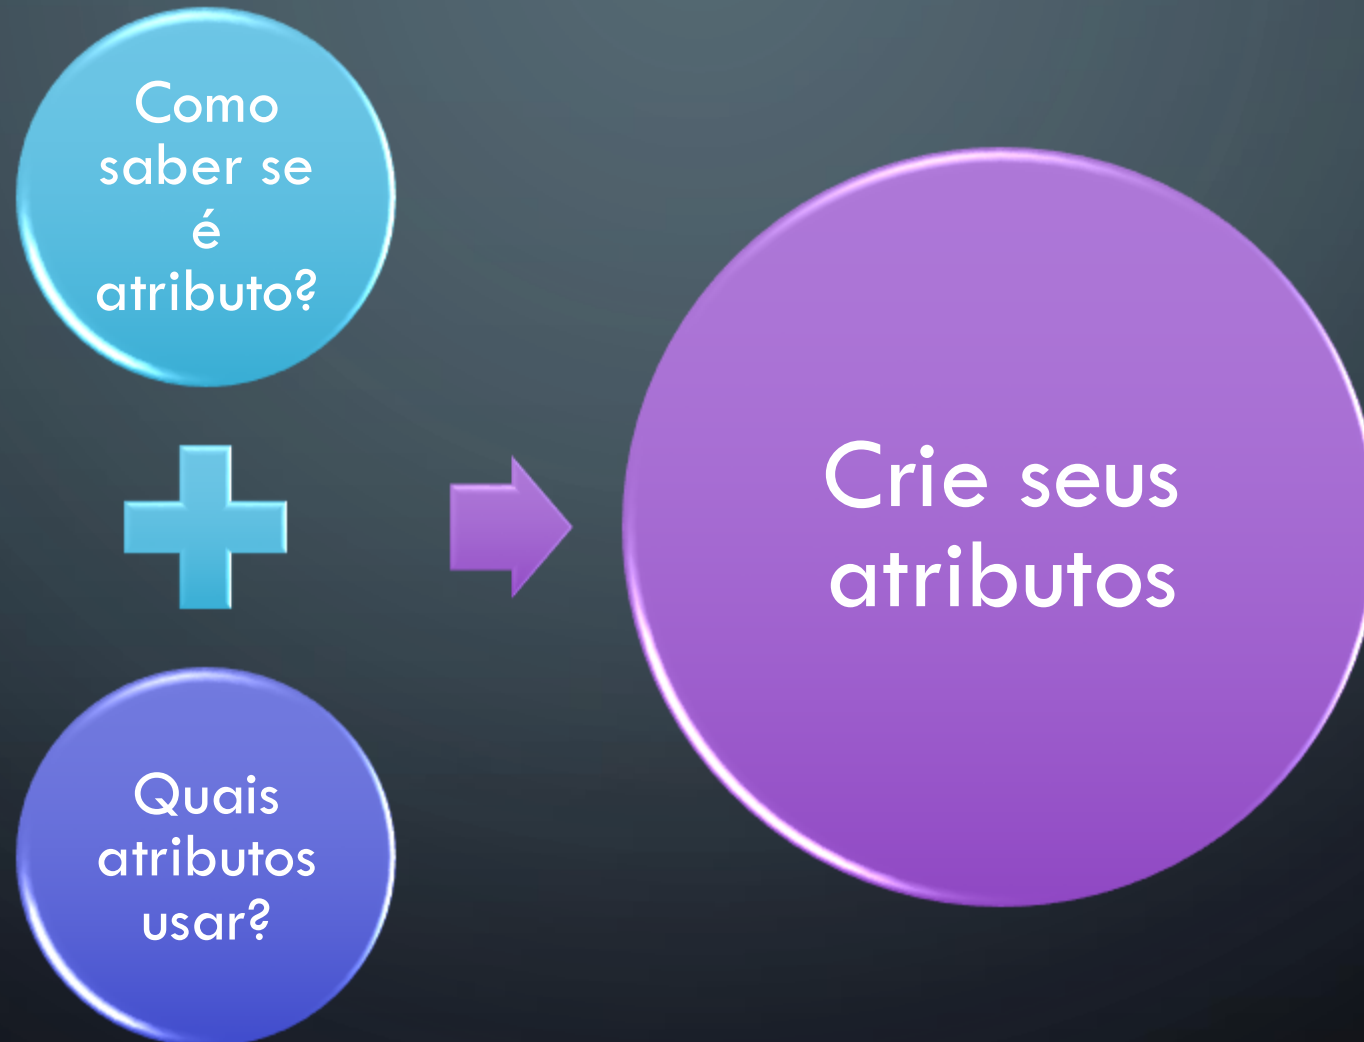 Como
saber se
é
atributo?
Quais
atributos
usar?
Crie seus
atributos